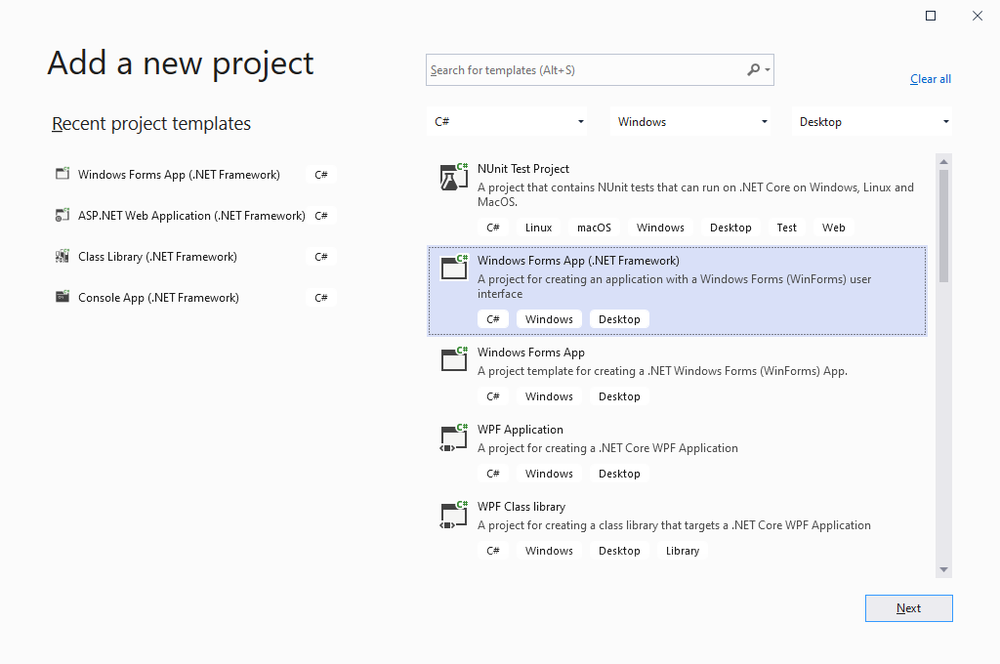 Add a new project
Search for templates (Alt+S)
Clear all
Recent project templates
C#
Windows
Desktop
Windows Forms App (.NET Framework) C#
ASP.NET Web Application (.NET Framework) C#
Class Library (.NET Framework) C#
Console App (.NET Framework) C#
C#
NUnit Test Project
A project that contains NUnit tests that can run on .NET Core on Windows, Linux and
MacOS.
C# Linux macOS Windows Desktop Test Web
C#
Windows Forms App (.NET Framework)
A project for creating an application with a Windows Forms (WinForms) user
interface
C# Windows Desktop
C#
Windows Forms App
A project template for creating a .NET Windows Forms (WinForms) App.
C# Windows Desktop
C#
WPF Application
A project for creating a .NET Core WPF Application
C# Windows Desktop
C#
WPF Class library
A project for creating a class library that targets a .NET Core WPF Application
C# Windows Desktop Library
Next